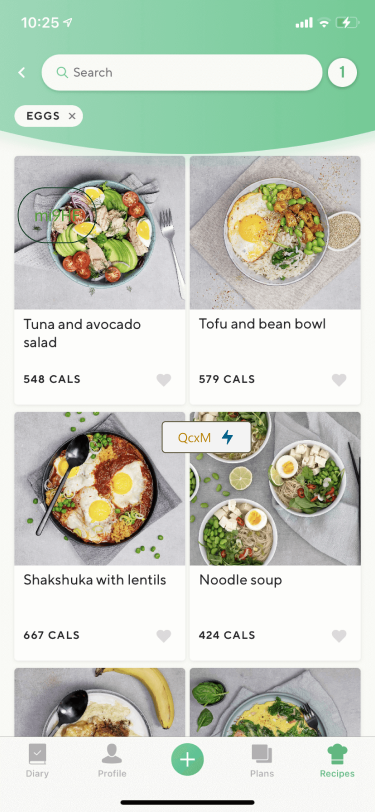 10:25
Search
1
EGGS ×
Tuna and avocado
salad
548 CALS
Tofu and bean bowl
579 CALS
QcxM
Shakshuka with lentils
667 CALS
Noodle soup
424 CALS
Diary
Profile
Plans
Recipes